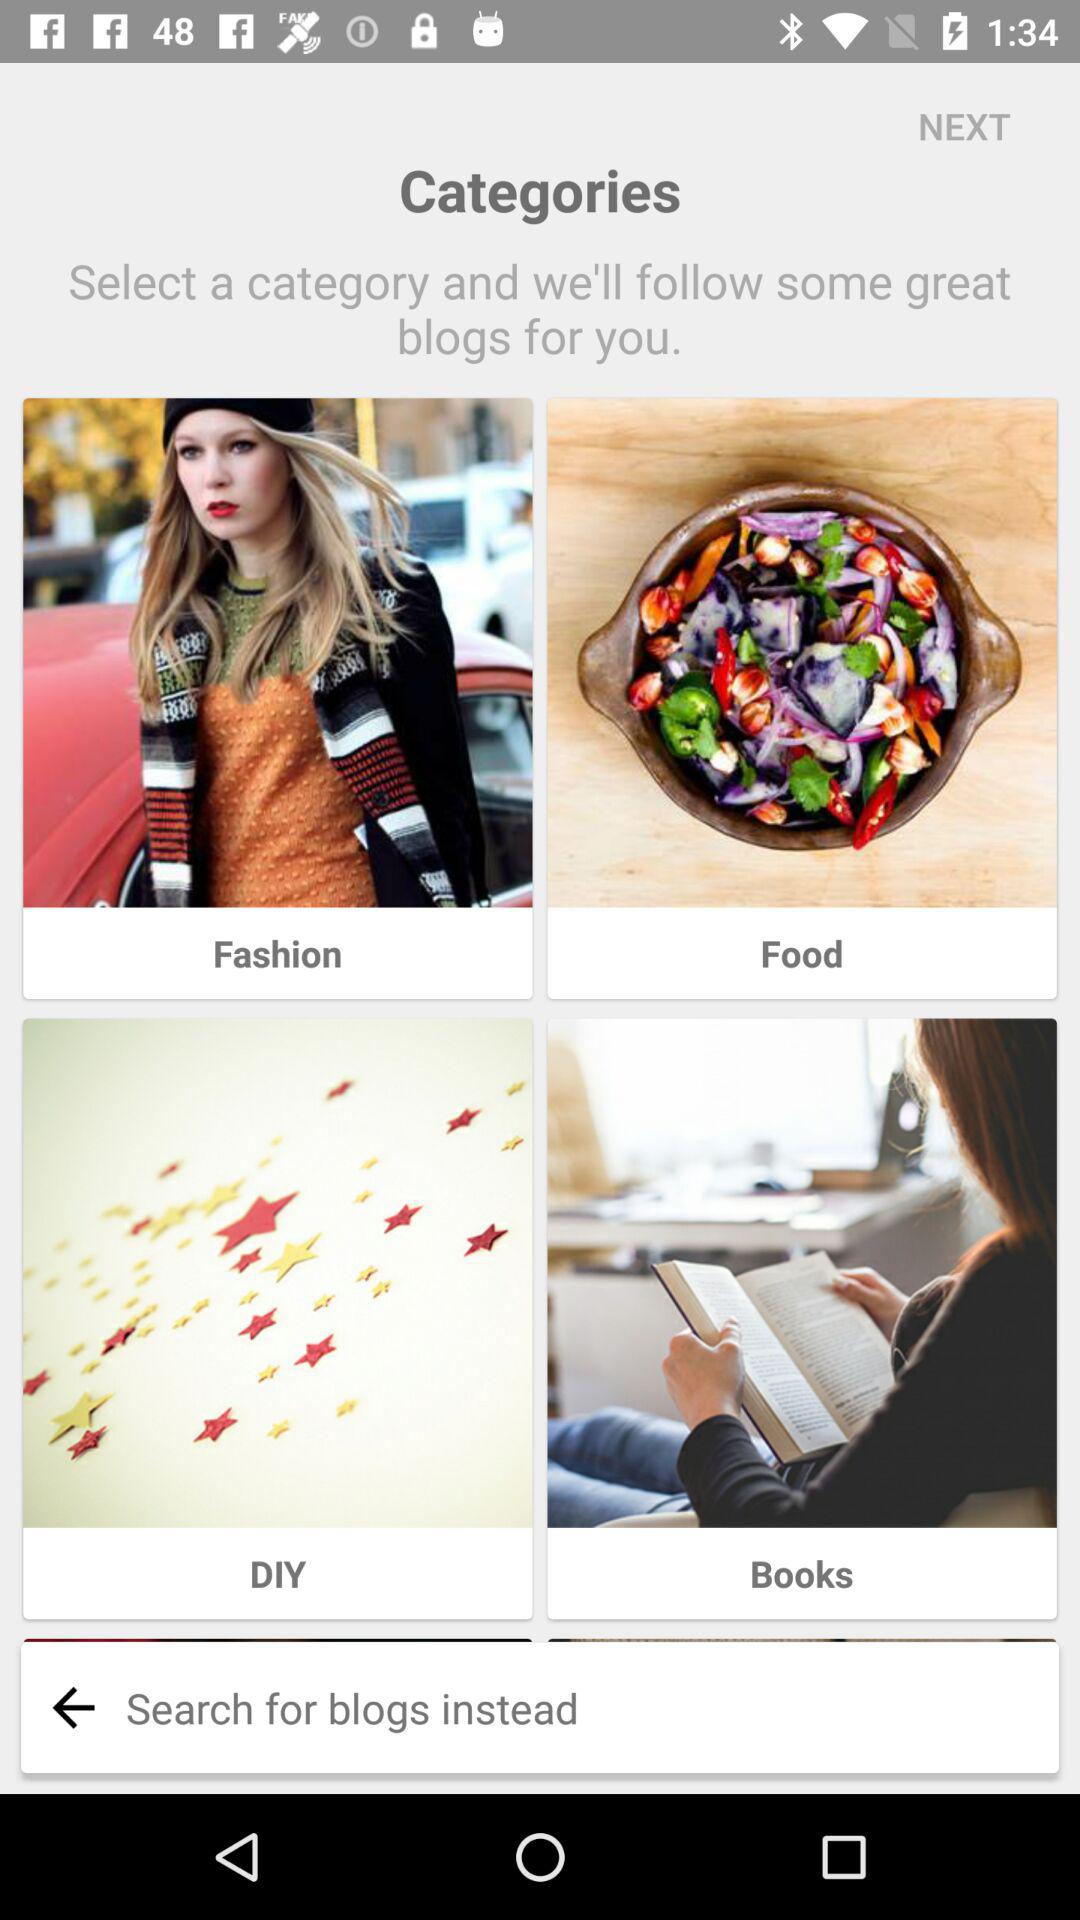 48 FAKE 1:34
NEXT
Categories
Select a category and we'll follow some great
blogs for you.
Fashion
Food
DIY
Books
Search for blogs instead